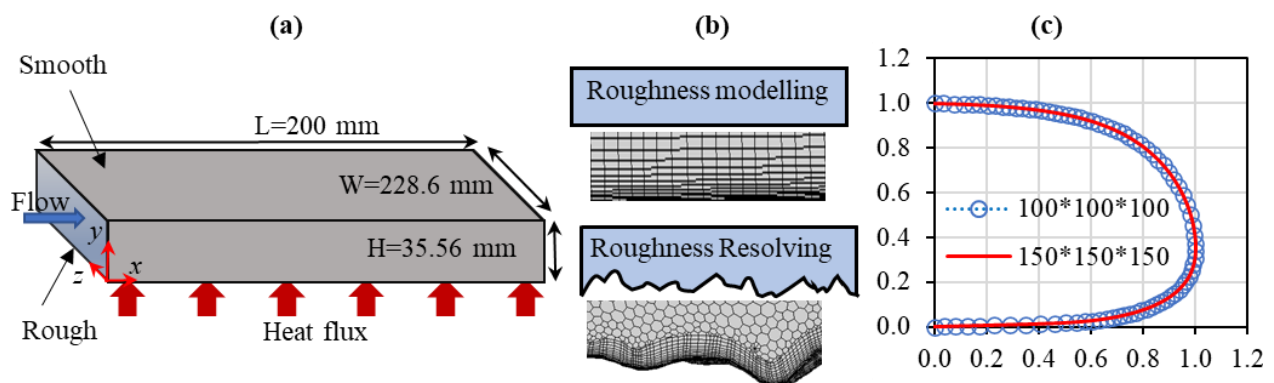 (a)
Smooth
L=200 mm
W=228.6 mm
Flow
y
H=35.56 mm
x
z
Rough
Heat flux
(b)
Roughness modelling
Roughness Resolving
(c)
1.2
1.0
0.8
0.6
0.4
0.2
0.0
100*100*100
150*150*150
0.0 0.2 0.4 0.6 0.8 1.0 1.2